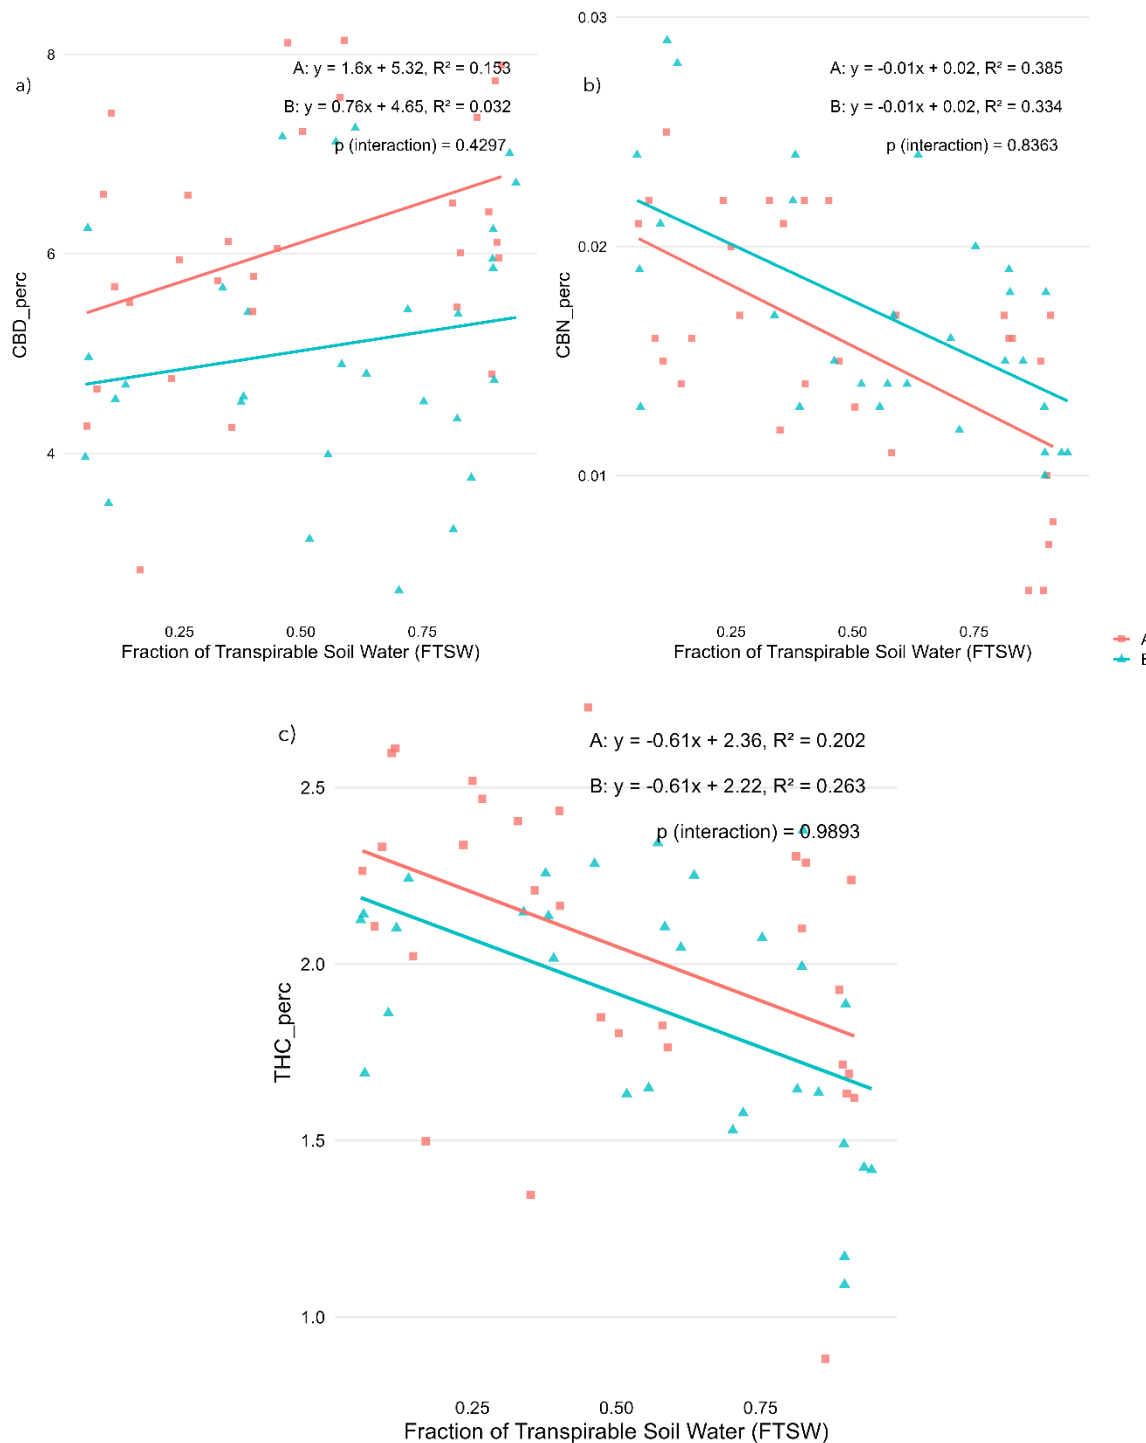 a)
8
6
4
CBD_perc
A: y = 1.6x + 5.32, R² = 0.153
B: y = 0.76x + 4.65, R² = 0.032
p (interaction) = 0.4297
0.25 0.50 0.75
Fraction of Transpirable Soil Water (FTSW)
b)
0.03
0.02
0.01
CBN_perc
A: y = -0.01x + 0.02, R² = 0.385
B: y = -0.01x + 0.02, R² = 0.334
p (interaction) = 0.8363
0.25 0.50 0.75
Fraction of Transpirable Soil Water (FTSW)
A
B
c)
2.5
2.0
1.5
1.0
THC_perc
A: y = -0.61x + 2.36, R² = 0.202
B: y = -0.61x + 2.22, R² = 0.263
p (interaction) = 0.9893
0.25 0.50 0.75
Fraction of Transpirable Soil Water (FTSW)